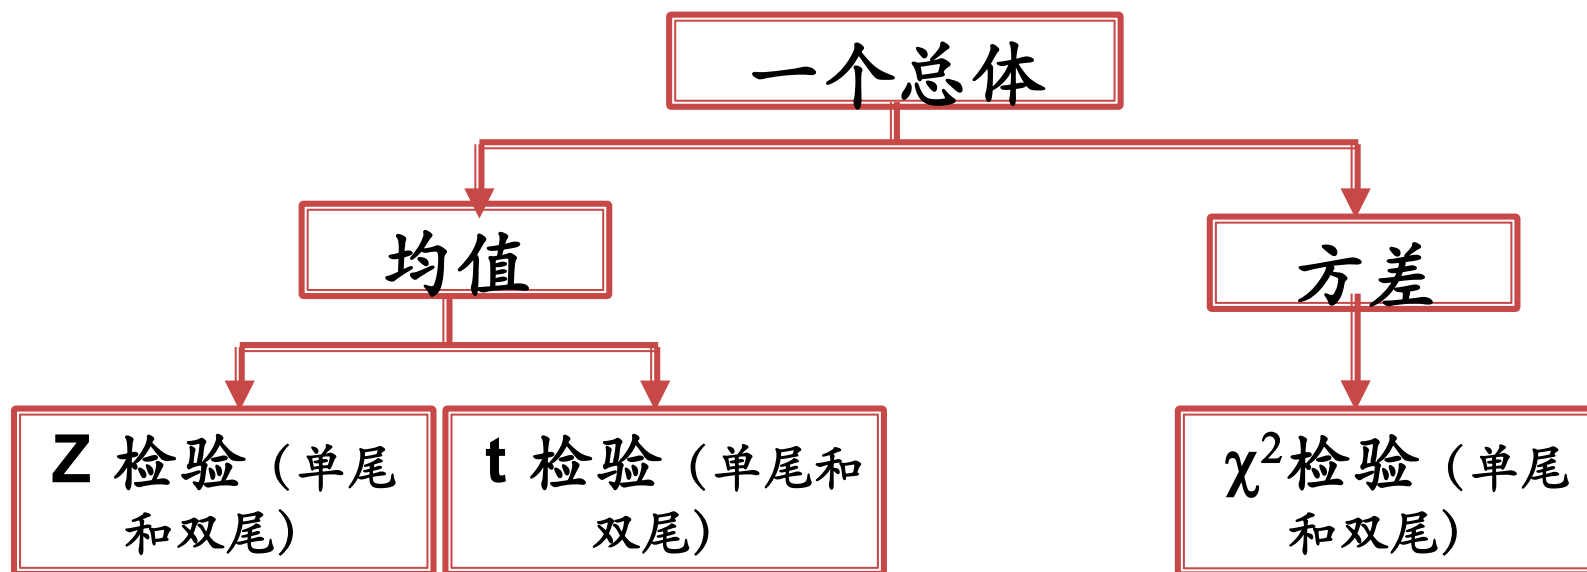 一个总体
均值
方差
Z 检验（单尾
和双尾）
t 检验（单尾和
双尾）
χ²检验（单尾
和双尾）